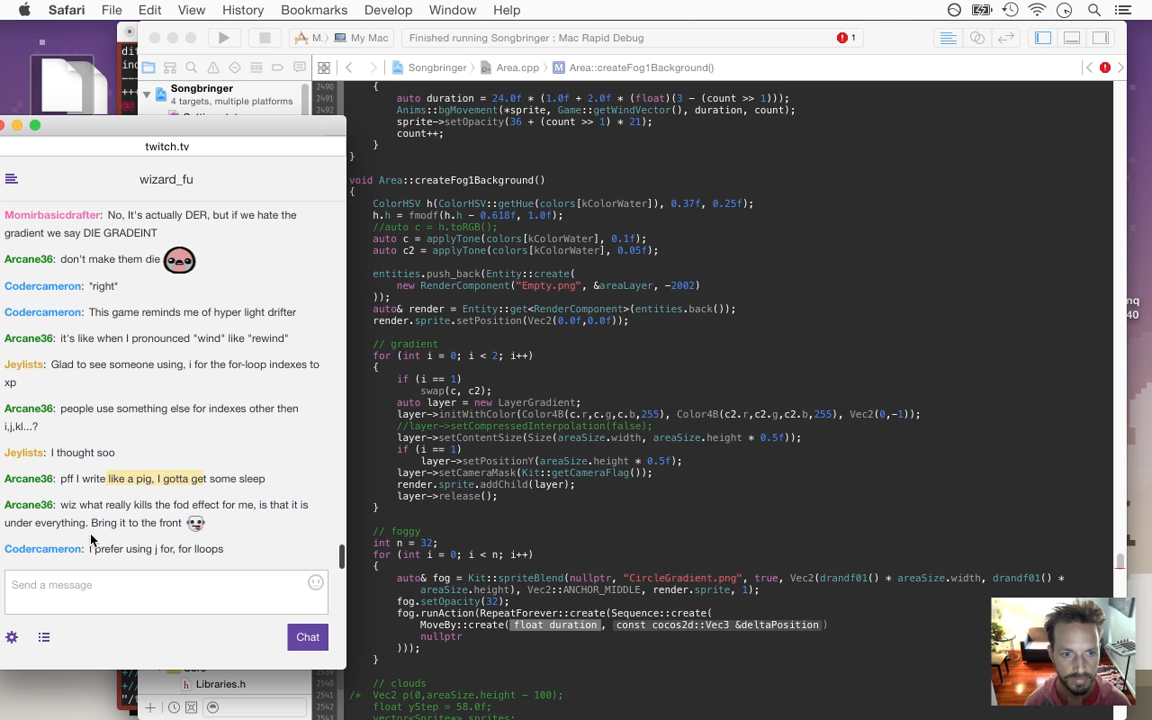 Safari File Edit View History Bookmarks Develop Window Help
M.  My Mac
Finished running Songbringer : Mac Rapid Debug
1
Songbringer
4 targets, multiple platforms
Songbringer  Area.cpp  Area::createFog1Background()
twitch.tv
wizard_fu
Momirbasicdrafter: No, It's actually DER, but if we hate the
gradient we say DIE GRADEINT
Arcane36: don't make them die
Codercameron: *right*
Codercameron: This game reminds me of hyper light drifter
Arcane36: it's like when I pronounced "wind" like "rewind"
Jeylists: Glad to see someone using, i for the for-loop indexes to
xp
Arcane36: people use something else for indexes other then
i,j,kl...?
Jeylists: I thought soo
Arcane36: pff I write like a pig, I gotta get some sleep
Arcane36: wiz what really kills the fod effect for me, is that it is
under everything. Bring it to the front
Codercameron: I prefer using j for, for lloops
Send a message
Chat
Libraries.h
2490 {
2491 auto duration = 24.0f * (1.0f + 2.0f * (float)(3 - (count >> 1)));
2492 Anims::bgMovement(*sprite, Game::getWindVector(), duration, count);
sprite->setOpacity(36 + (count >> 1) * 21);
count++;
}
}
void Area::createFog1Background()
{
ColorHSV h(ColorHSV::getHue(colors[kColorWater]), 0.37f, 0.25f);
h.h = fmodf(h.h - 0.618f, 1.0f);
//auto c = h.toRGB();
auto c = applyTone(colors[kColorWater], 0.1f);
auto c2 = applyTone(colors[kColorWater], 0.05f);
entities.push_back(Entity::create(
new RenderComponent("Empty.png", &areaLayer, -2002)
));
auto& render = Entity::get<RenderComponent>(entities.back());
render.sprite.setPosition(Vec2(0.0f,0.0f));
// gradient
for (int i = 0; i < 2; i++)
{
if (i == 1)
swap(c, c2);
auto layer = new LayerGradient;
layer->initWithColor(Color4B(c.r,c.g,c.b,255), Color4B(c2.r,c2.g,c2.b,255), Vec2(0,-1));
//layer->setCompressedInterpolation(false);
layer->setContentSize(Size(areaSize.width, areaSize.height * 0.5f));
if (i == 1)
layer->setPositionY(areaSize.height * 0.5f);
layer->setCameraMask(Kit::getCameraFlag());
render.sprite.addChild(layer);
layer->release();
}
// foggy
int n = 32;
for (int i = 0; i < n; i++)
{
auto& fog = Kit::spriteBlend(nullptr, "CircleGradient.png", true, Vec2(drandf01() * areaSize.width, drandf01() *
areaSize.height), Vec2::ANCHOR_MIDDLE, render.sprite, 1);
fog.setOpacity(32);
fog.runAction(RepeatForever::create(Sequence::create(
MoveBy::create(float duration, const cocos2d::Vec3 &deltaPosition)
nullptr
)));
}
2540 // clouds
2541 /* Vec2 p(0,areaSize.height - 100);
2542 float yStep = 58.0f;